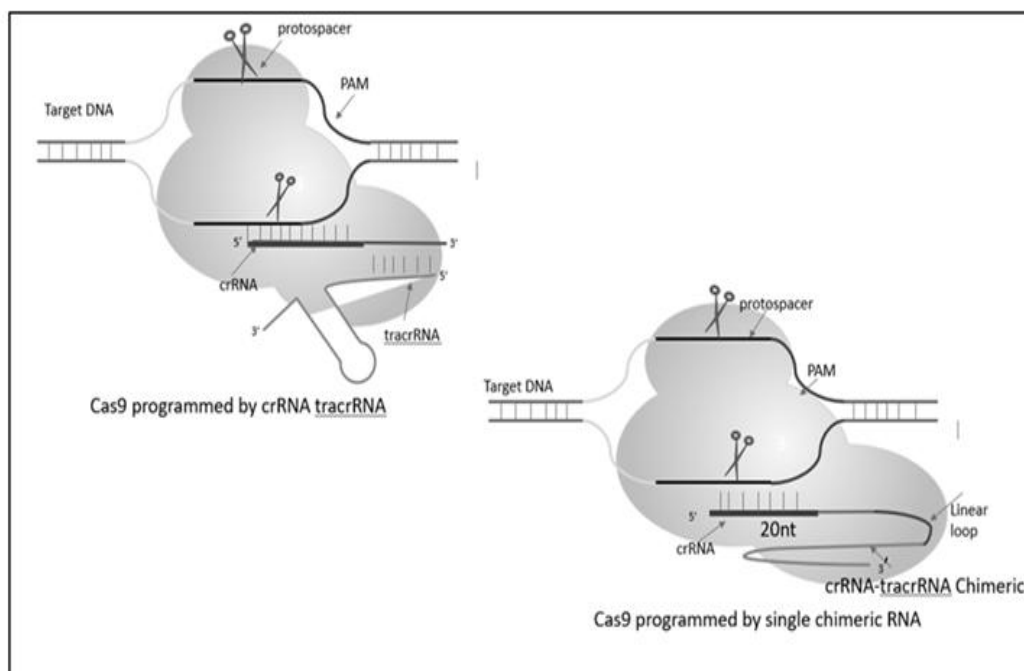 protospacer
PAM
Target DNA
5'
3'
crRNA
5'
3'
tracrRNA
Cas9 programmed by crRNA tracrRNA
protospacer
PAM
Target DNA
5'
20nt
crRNA
Linear
loop
3'
crRNA-tracrRNA Chimeric
Cas9 programmed by single chimeric RNA